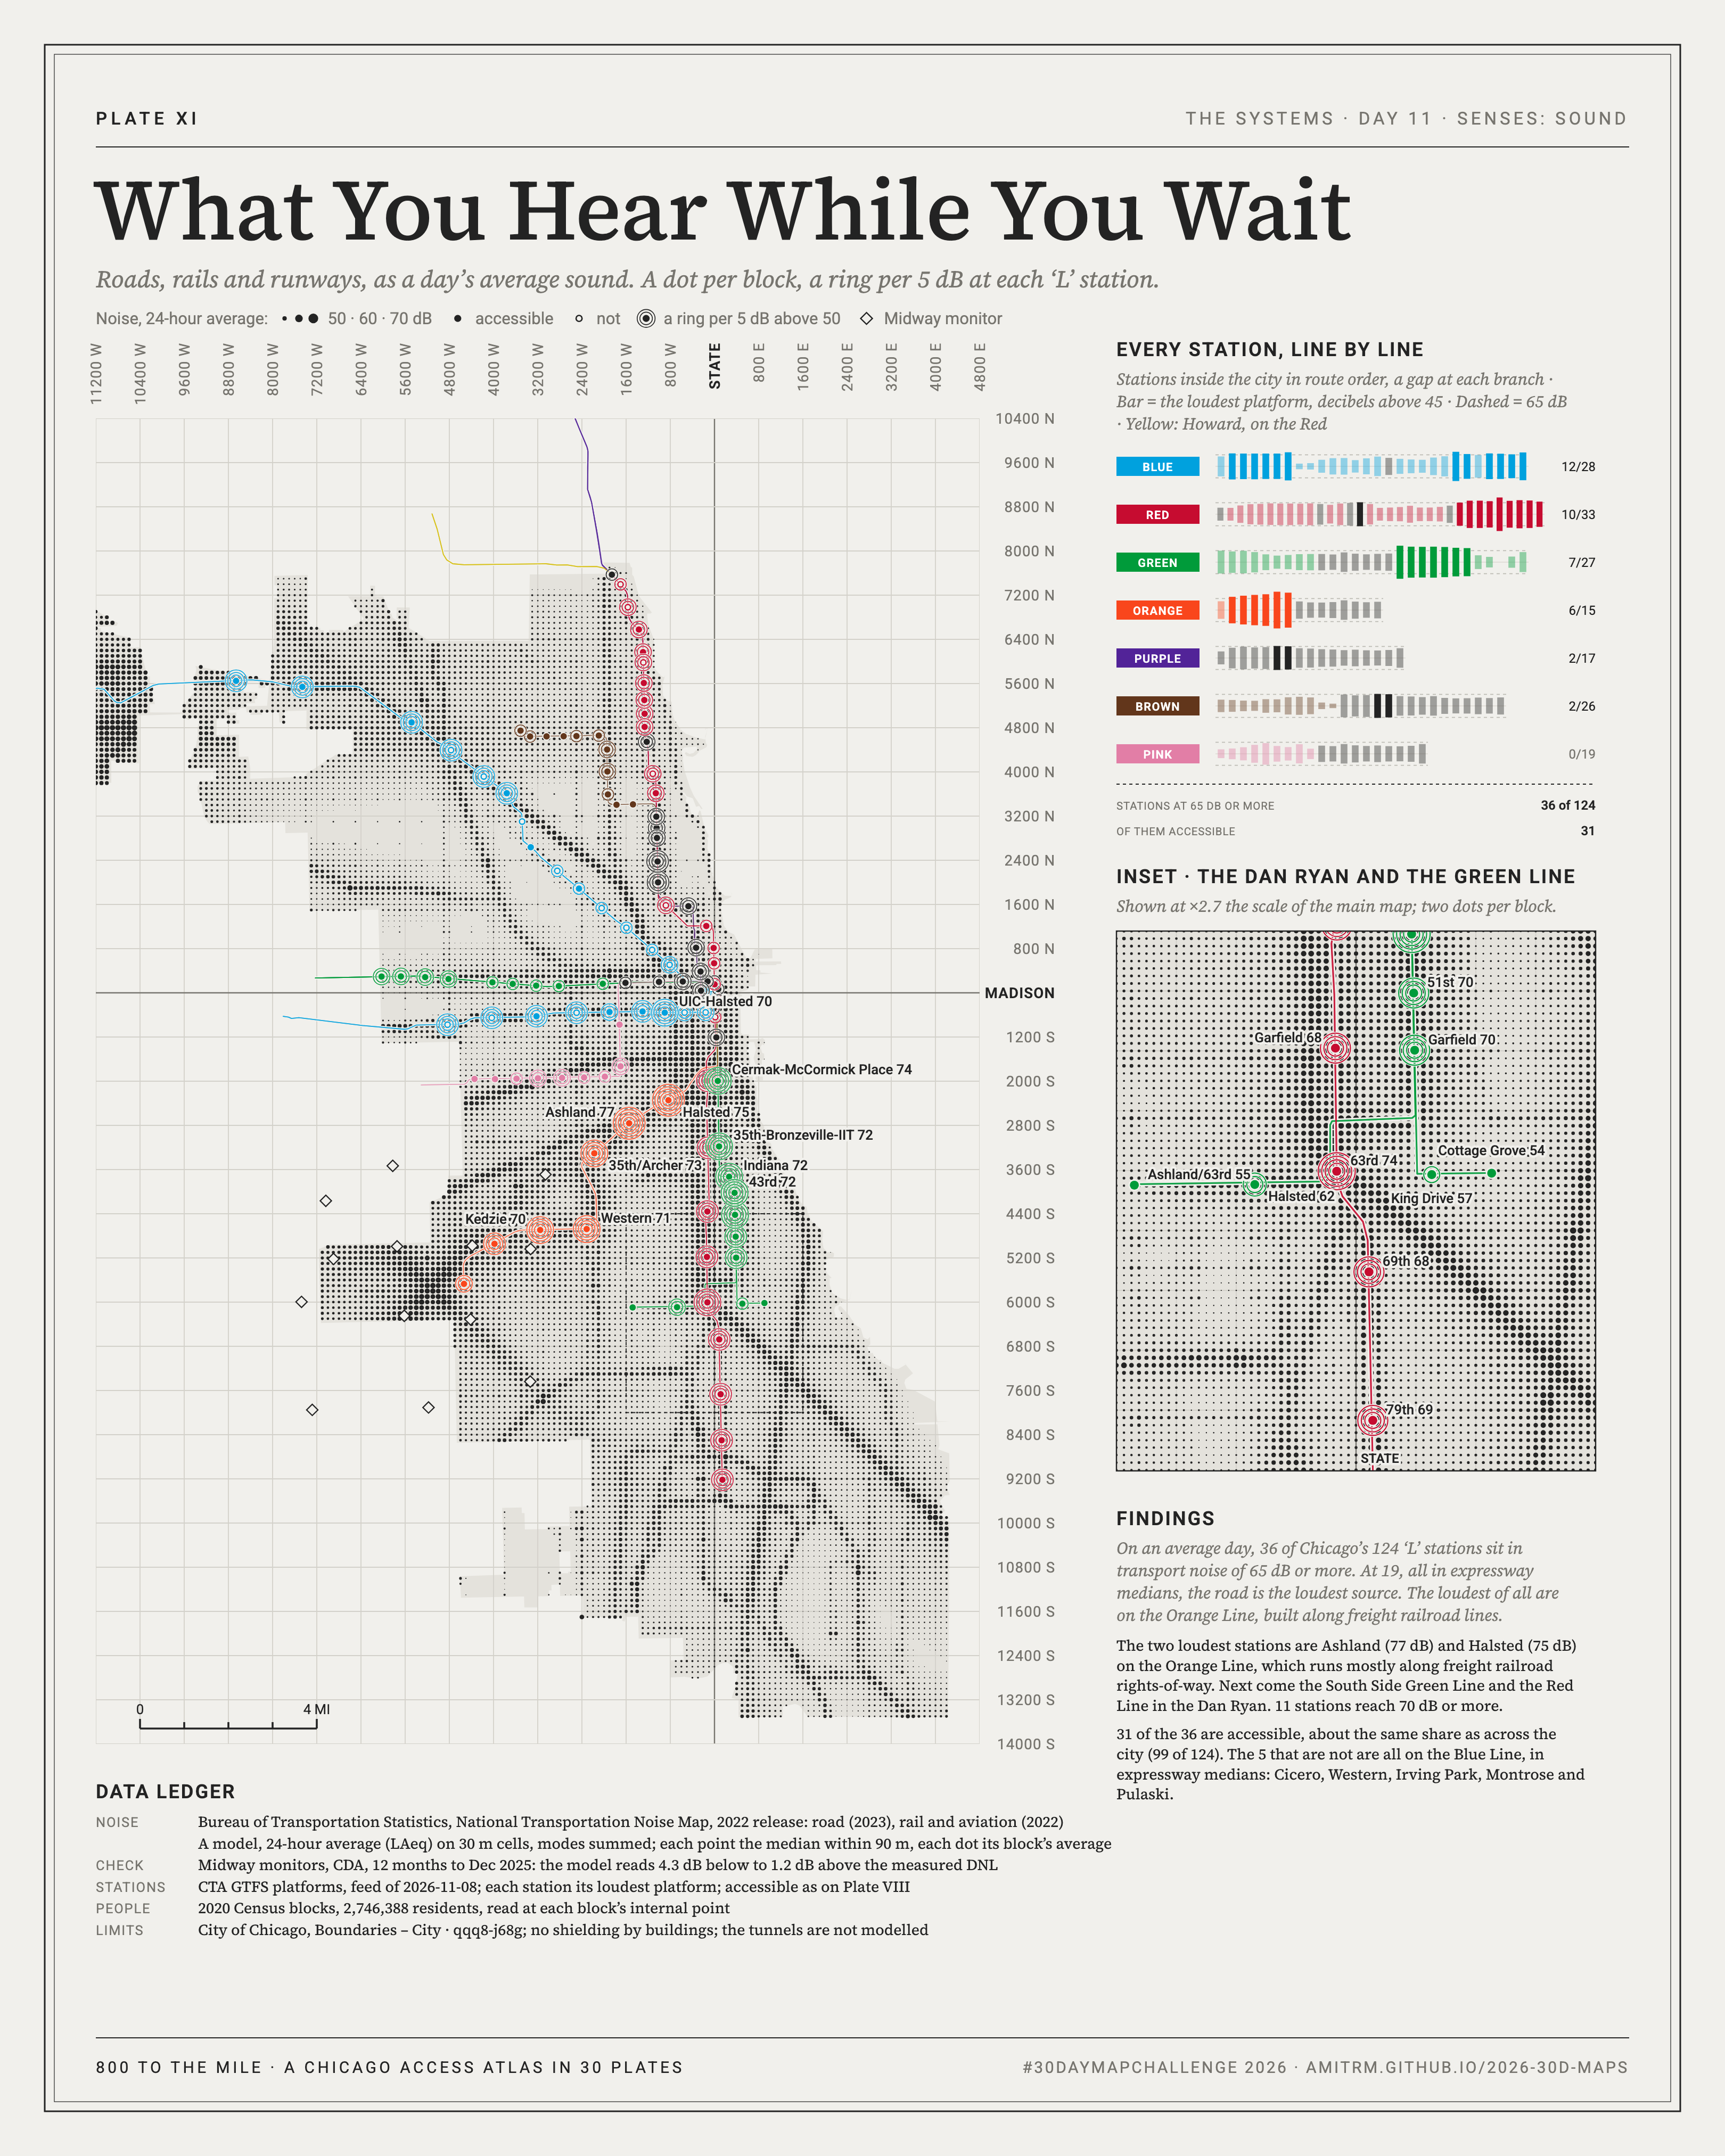 PLATE XI
THE SYSTEMS · DAY 11 · SENSES: SOUND
What You Hear While You Wait
Roads, rails and runways, as a day’s average sound. A dot per block, a ring per 5 dB at each ‘L’ station.
Noise, 24-hour average: 50 · 60 · 70 dB accessible not a ring per 5 dB above 50 Midway monitor
11200 W
10400 W
9600 W
8800 W
8000 W
7200 W
6400 W
5600 W
4800 W
4000 W
3200 W
2400 W
1600 W
800 W
STATE
800 E
1600 E
2400 E
3200 E
4000 E
4800 E
10400 N
9600 N
8800 N
8000 N
7200 N
6400 N
5600 N
4800 N
4000 N
3200 N
2400 N
1600 N
800 N
MADISON
1200 S
2000 S
2800 S
3600 S
4400 S
5200 S
6000 S
6800 S
7600 S
8400 S
9200 S
10000 S
10800 S
11600 S
12400 S
13200 S
14000 S
UIC-Halsted 70
Cermak-McCormick Place 74
Ashland 77
Halsted 75
35th-Bronzeville-IIT 72
35th/Archer 73
Indiana 72
43rd 72
Kedzie 70
Western 71
0
4 MI
EVERY STATION, LINE BY LINE
Stations inside the city in route order, a gap at each branch ·
Bar = the loudest platform, decibels above 45 · Dashed = 65 dB
· Yellow: Howard, on the Red
BLUE 12/28
RED 10/33
GREEN 7/27
ORANGE 6/15
PURPLE 2/17
BROWN 2/26
PINK 0/19
STATIONS AT 65 DB OR MORE 36 of 124
OF THEM ACCESSIBLE 31
INSET · THE DAN RYAN AND THE GREEN LINE
Shown at ×2.7 the scale of the main map; two dots per block.
51st 70
Garfield 68
Garfield 70
Cottage Grove 54
63rd 74
Ashland/63rd 55
Halsted 62
King Drive 57
69th 68
79th 69
STATE
FINDINGS
On an average day, 36 of Chicago’s 124 ‘L’ stations sit in
transport noise of 65 dB or more. At 19, all in expressway
medians, the road is the loudest source. The loudest of all are
on the Orange Line, built along freight railroad lines.
The two loudest stations are Ashland (77 dB) and Halsted (75 dB)
on the Orange Line, which runs mostly along freight railroad
rights-of-way. Next come the South Side Green Line and the Red
Line in the Dan Ryan. 11 stations reach 70 dB or more.
31 of the 36 are accessible, about the same share as across the
city (99 of 124). The 5 that are not are all on the Blue Line, in
expressway medians: Cicero, Western, Irving Park, Montrose and
Pulaski.
DATA LEDGER
NOISE Bureau of Transportation Statistics, National Transportation Noise Map, 2022 release: road (2023), rail and aviation (2022)
A model, 24-hour average (LAeq) on 30 m cells, modes summed; each point the median within 90 m, each dot its block’s average
CHECK Midway monitors, CDA, 12 months to Dec 2025: the model reads 4.3 dB below to 1.2 dB above the measured DNL
STATIONS CTA GTFS platforms, feed of 2026-11-08; each station its loudest platform; accessible as on Plate VIII
PEOPLE 2020 Census blocks, 2,746,388 residents, read at each block’s internal point
LIMITS City of Chicago, Boundaries – City · qqq8-j68g; no shielding by buildings; the tunnels are not modelled
800 TO THE MILE · A CHICAGO ACCESS ATLAS IN 30 PLATES
#30DAYMAPCHALLENGE 2026 · AMITRM.GITHUB.IO/2026-30D-MAPS